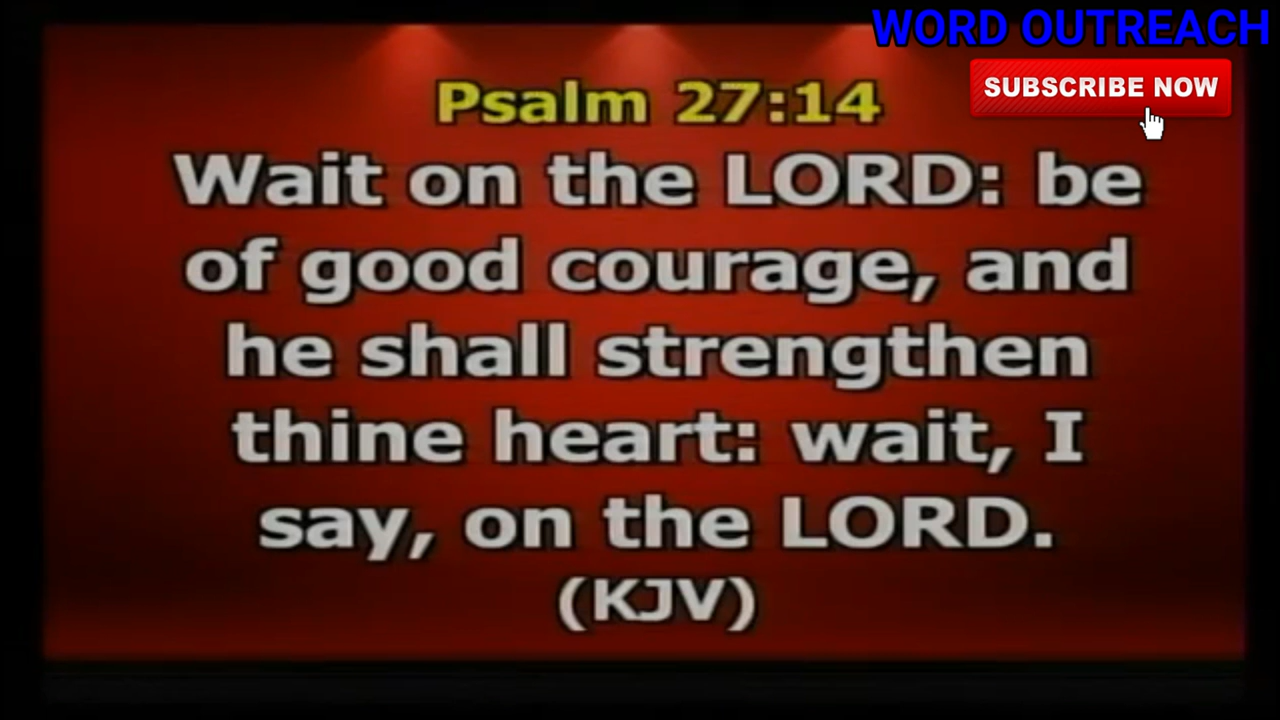 WORD OUTREACH
SUBSCRIBE NOW
Psalm 27:14
Wait on the LORD: be
of good courage, and
he shall strengthen
thine heart: wait, I
say, on the LORD.
(KJV)